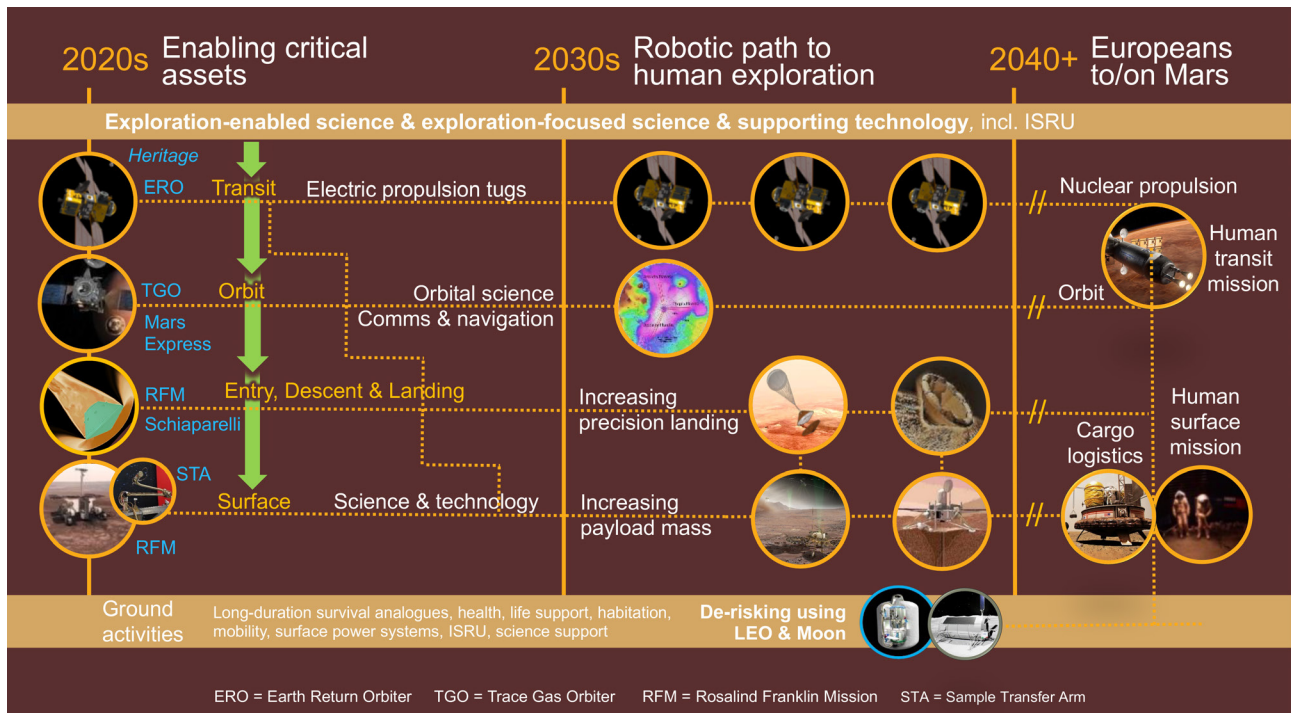 2020s
Enabling critical
assets
2030s
Robotic path to
human exploration
2040+
Europeans
to/on Mars
Exploration-enabled science & exploration-focused science & supporting technology, incl. ISRU
Heritage
ERO
Transit
Electric propulsion tugs
Nuclear propulsion
Human
transit
mission
TGO
Mars
Express
Orbit
Orbital science
Comms & navigation
Orbit
RFM
Schiaparelli
Entry, Descent & Landing
Increasing
precision landing
Human
surface
mission
Cargo
logistics
STA
RFM
Surface
Science & technology
Increasing
payload mass
Ground
activities
Long-duration survival analogues, health, life support, habitation,
mobility, surface power systems, ISRU, science support
De-risking using
LEO & Moon
ERO = Earth Return Orbiter
TGO = Trace Gas Orbiter
RFM = Rosalind Franklin Mission
STA = Sample Transfer Arm